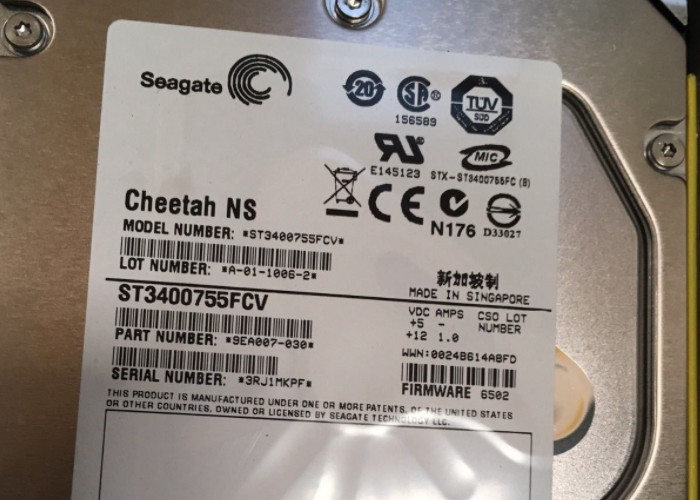 Seagate
20
SA
156589
TUV
SUD
E145123
MIC
STX-ST3400755FC (B)
CE
N176
D33027
Cheetah NS
MODEL NUMBER: *ST3400755FCV*
LOT NUMBER: *A-01-1006-2*
新加坡制
MADE IN SINGAPORE
ST3400755FCV
PART NUMBER: *9EA007-030*
SERIAL NUMBER: *3RJ1MKPF*
VDC AMPS
+5 -
+12 1.0
CSO LOT
NUMBER
WWN:0024B614A8FD
FIRMWARE 6502
THIS PRODUCT IS MANUFACTURED UNDER ONE OR MORE PATENTS, OF THE UNITED STATES
OR OTHER COUNTRIES, OWNED OR LICENSED BY SEAGATE TECHNOLOGY LLC.